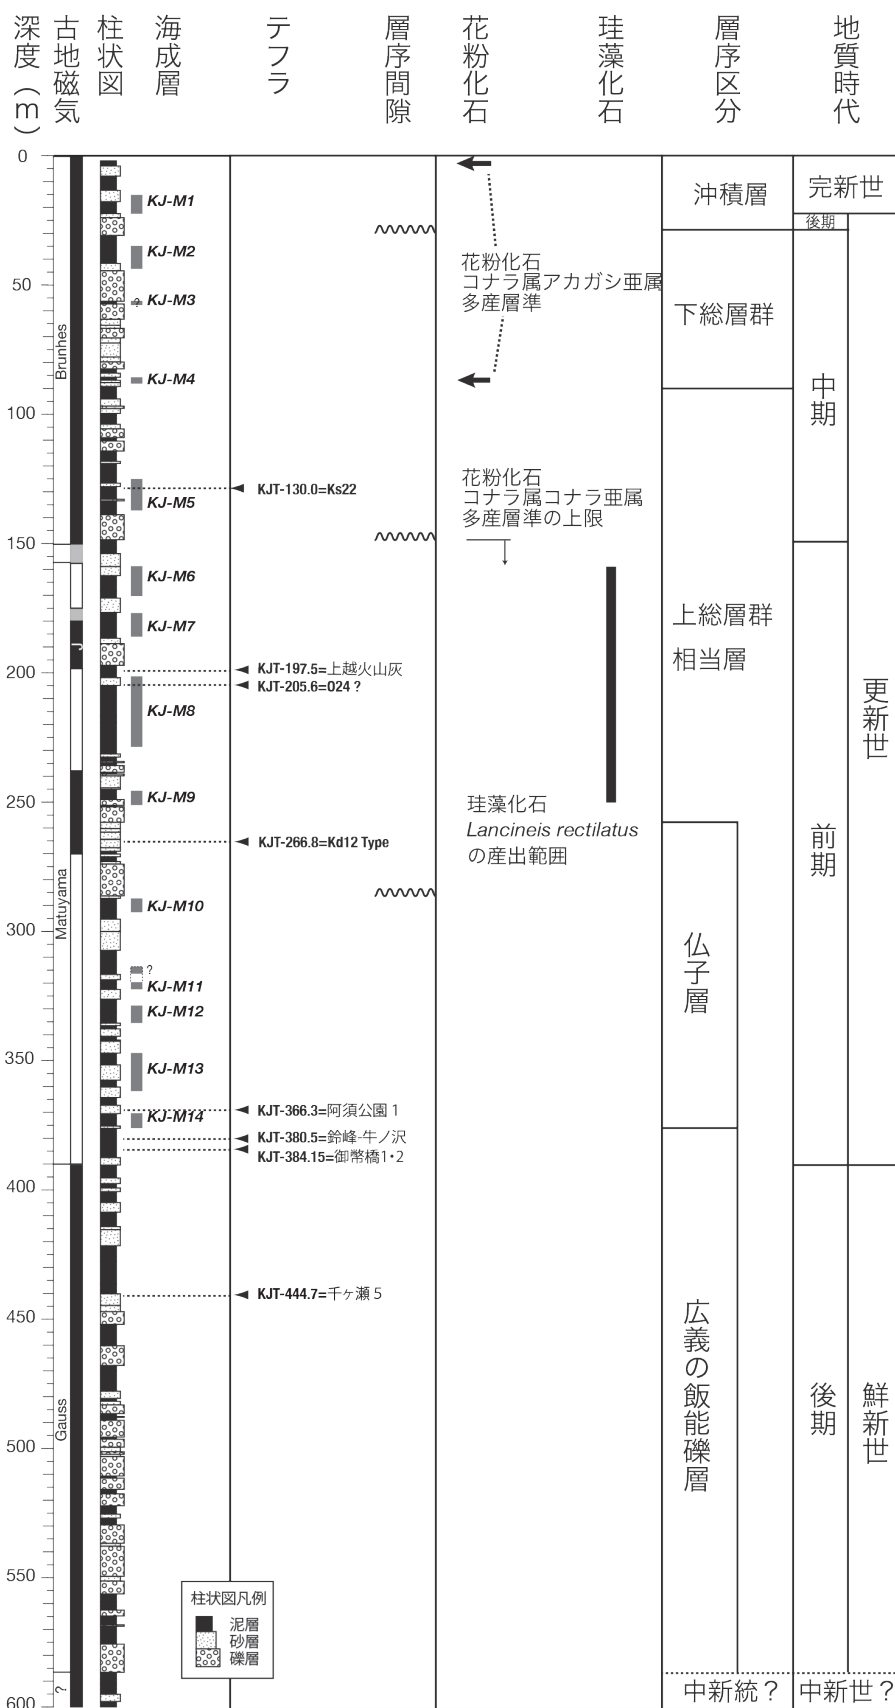 深度（m）
古地磁気
柱状図
海成層
テフラ
層序間隙
花粉化石
珪藻化石
層序区分
地質時代
0
50
100
150
200
250
300
350
400
450
500
550
600
Brunhes
J
Matuyama
Gauss
?
KJ-M1
KJ-M2
? KJ-M3
KJ-M4
KJ-M5
KJ-M6
KJ-M7
KJ-M8
KJ-M9
KJ-M10
?
KJ-M11
KJ-M12
KJ-M13
KJ-M14
KJT-130.0=Ks22
KJT-197.5=上越火山灰
KJT-205.6=O24 ?
KJT-266.8=Kd12 Type
KJT-366.3=阿須公園 1
KJT-380.5=鈴峰-牛ノ沢
KJT-384.15=御幣橋1・2
KJT-444.7=千ヶ瀬 5
花粉化石
コナラ属アカガシ亜属
多産層準
花粉化石
コナラ属コナラ亜属
多産層準の上限
珪藻化石
Lancineis rectilatus
の産出範囲
沖積層
下総層群
上総層群
相当層
仏子層
広義の飯能礫層
中新統？
完新世
後期
中期
前期
更新世
後期
鮮新世
中新世？
柱状図凡例
泥層
砂層
礫層